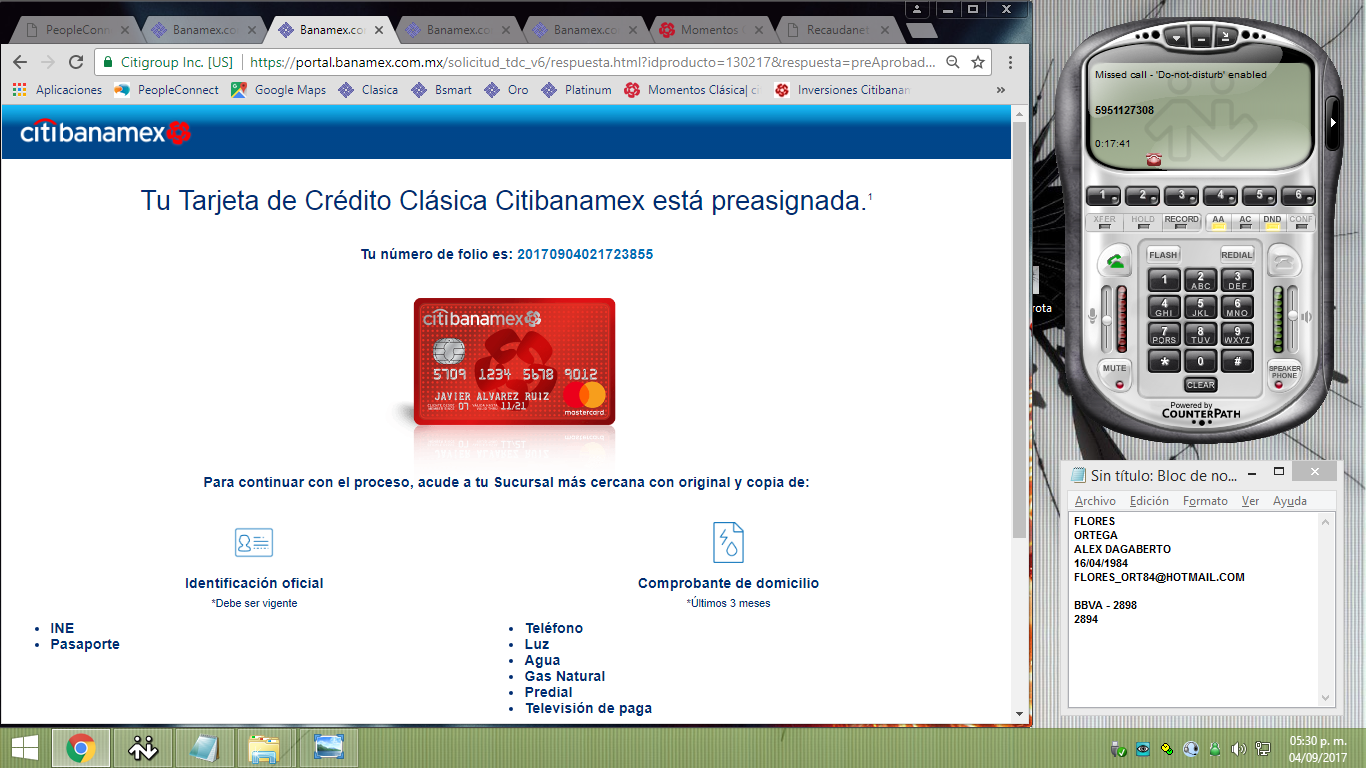 PeopleConn
Banamex.co
Banamex.co
Banamex.co
Banamex.co
Momentos
Recaudanet
Citigroup Inc. [US]
https://portal.banamex.com.mx/solicitud_tdc_v6/respuesta.html?idproducto=130217&respuesta=preAprobad...
Aplicaciones
PeopleConnect
Google Maps
Clasica
Bsmart
Oro
Platinum
Momentos Clásica| ci
Inversiones Citibanam
»
citibanamex
Tu Tarjeta de Crédito Clásica Citibanamex está preasignada.1
Tu número de folio es: 20170904021723855
citibanamex
5709 1234 5678 9012
JAVIER ALVAREZ RUIZ
07 11/21
mastercard.
Para continuar con el proceso, acude a tu Sucursal más cercana con original y copia de:
Identificación oficial
*Debe ser vigente
• INE
• Pasaporte
Comprobante de domicilio
*Últimos 3 meses
• Teléfono
• Luz
• Agua
• Gas Natural
• Predial
• Televisión de paga
Missed call - 'Do-not-disturb' enabled
5951127308
0:17:41
1 2 3 4 5 6
XFER HOLD RECORD AA AC DND CONF
FLASH REDIAL
1 2 ABC 3 DEF
4 GHI 5 JKL 6 MNO
7 PQRS 8 TUV 9 WXYZ
* 0 #
MUTE
CLEAR
SPEAKER PHONE
Powered by
COUNTERPATH
rota
Sin título: Bloc de no...
Archivo Edición Formato Ver Ayuda
FLORES
ORTEGA
ALEX DAGABERTO
16/04/1984
FLORES_ORT84@HOTMAIL.COM
BBVA - 2898
2894
05:30 p. m.
04/09/2017